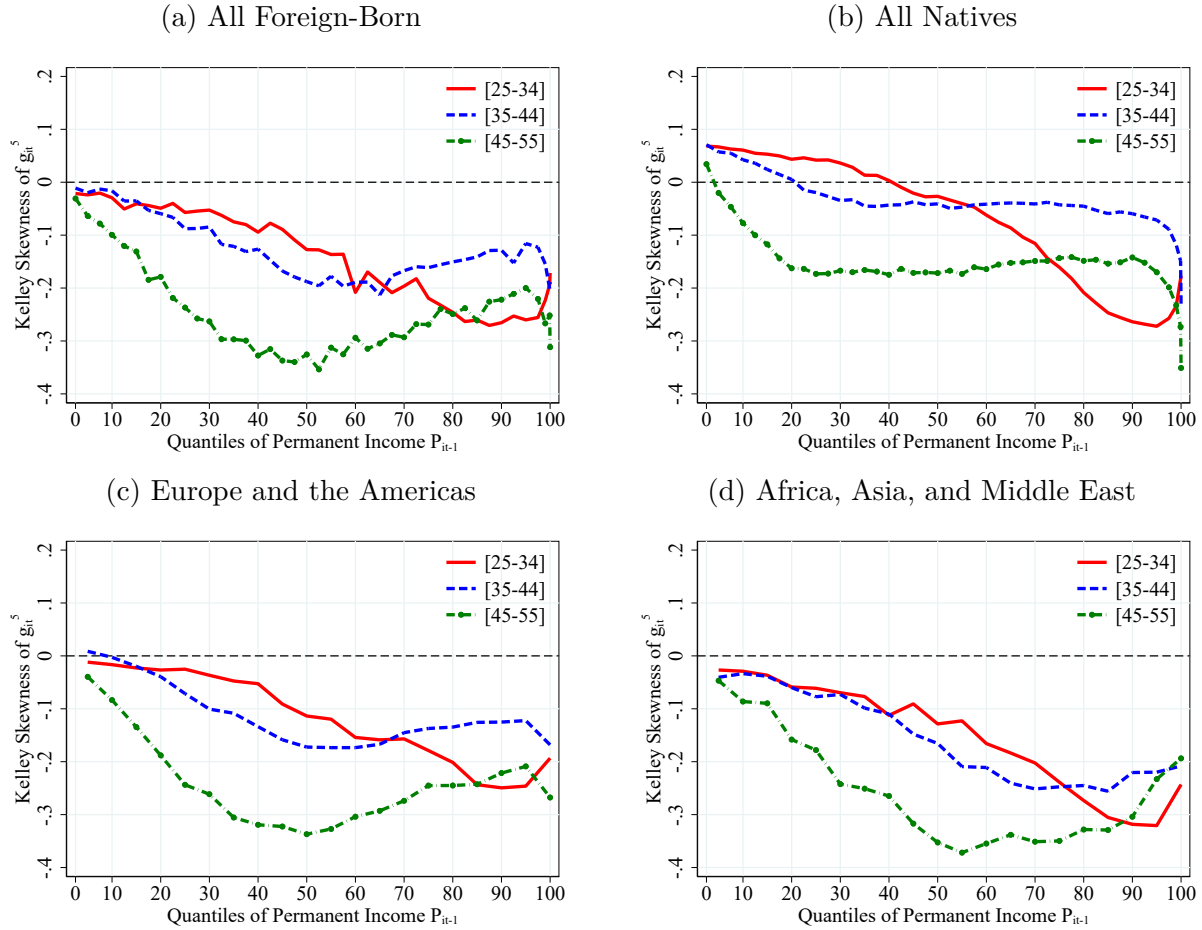 (a) All Foreign-Born
(b) All Natives
Kelley Skewness of g_it^5
.2
.1
0
-.1
-.2
-.3
-.4
[25-34]
[35-44]
[45-55]
0 10 20 30 40 50 60 70 80 90 100
Quantiles of Permanent Income P_it-1
Kelley Skewness of g_it^5
.2
.1
0
-.1
-.2
-.3
-.4
[25-34]
[35-44]
[45-55]
0 10 20 30 40 50 60 70 80 90 100
Quantiles of Permanent Income P_it-1
(c) Europe and the Americas
(d) Africa, Asia, and Middle East
Kelley Skewness of g_it^5
.2
.1
0
-.1
-.2
-.3
-.4
[25-34]
[35-44]
[45-55]
0 10 20 30 40 50 60 70 80 90 100
Quantiles of Permanent Income P_it-1
Kelley Skewness of g_it^5
.2
.1
0
-.1
-.2
-.3
-.4
[25-34]
[35-44]
[45-55]
0 10 20 30 40 50 60 70 80 90 100
Quantiles of Permanent Income P_it-1